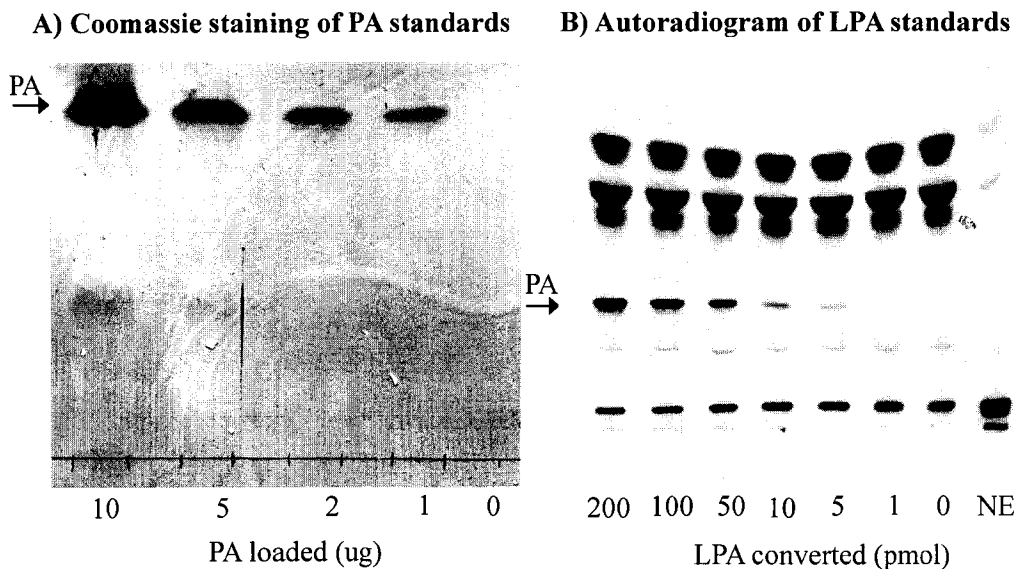 A) Coomassie staining of PA standards
PA
10 5 2 1 0
PA loaded (ug)
B) Autoradiogram of LPA standards
PA
200 100 50 10 5 1 0 NE
LPA converted (pmol)